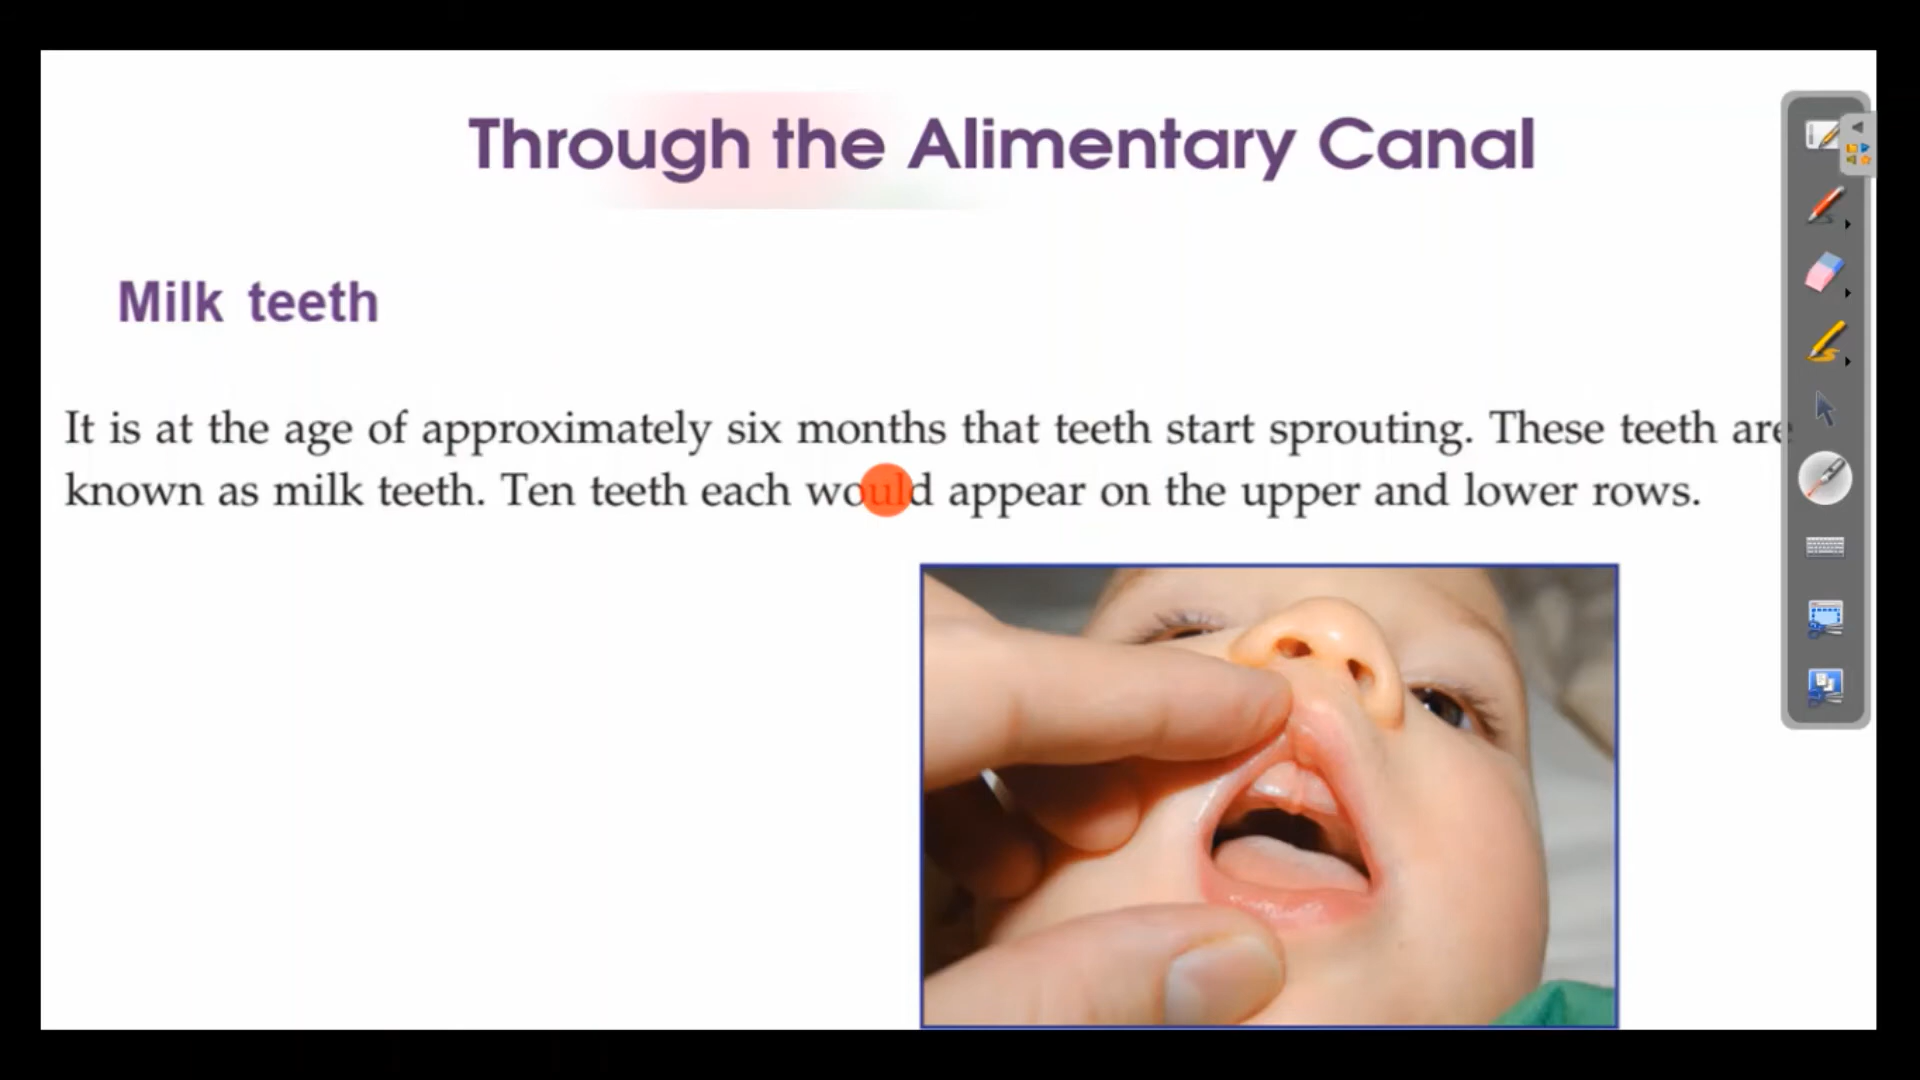 Through the Alimentary Canal
Milk teeth
It is at the age of approximately six months that teeth start sprouting. These teeth are
known as milk teeth. Ten teeth each would appear on the upper and lower rows.